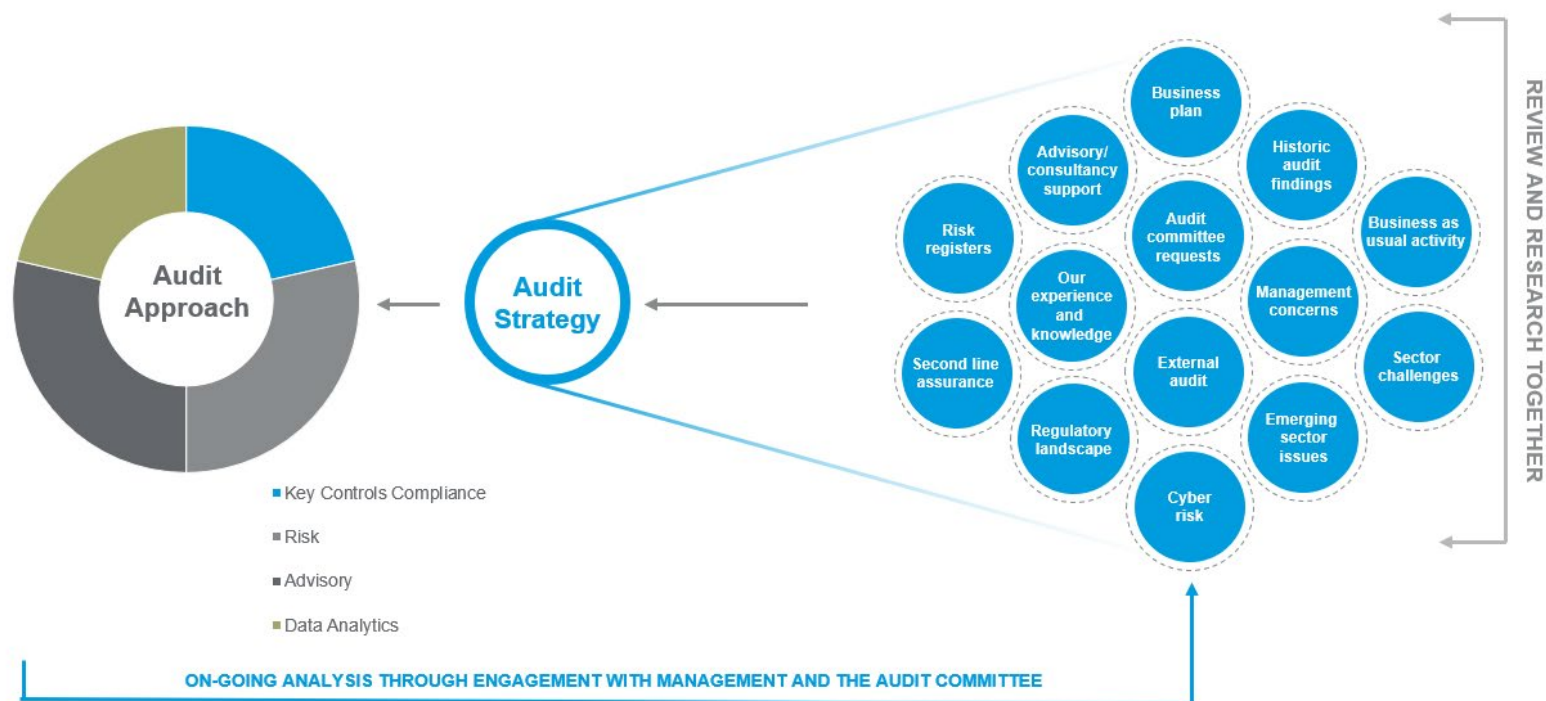 Audit
Approach
Key Controls Compliance
Risk
Advisory
Data Analytics
Audit
Strategy
Business
plan
Advisory/
consultancy
support
Historic
audit
findings
Risk
registers
Audit
committee
requests
Business as
usual activity
Our
experience
and
knowledge
Management
concerns
Second line
assurance
External
audit
Sector
challenges
Regulatory
landscape
Emerging
sector
issues
Cyber
risk
REVIEW AND RESEARCH TOGETHER
ON-GOING ANALYSIS THROUGH ENGAGEMENT WITH MANAGEMENT AND THE AUDIT COMMITTEE